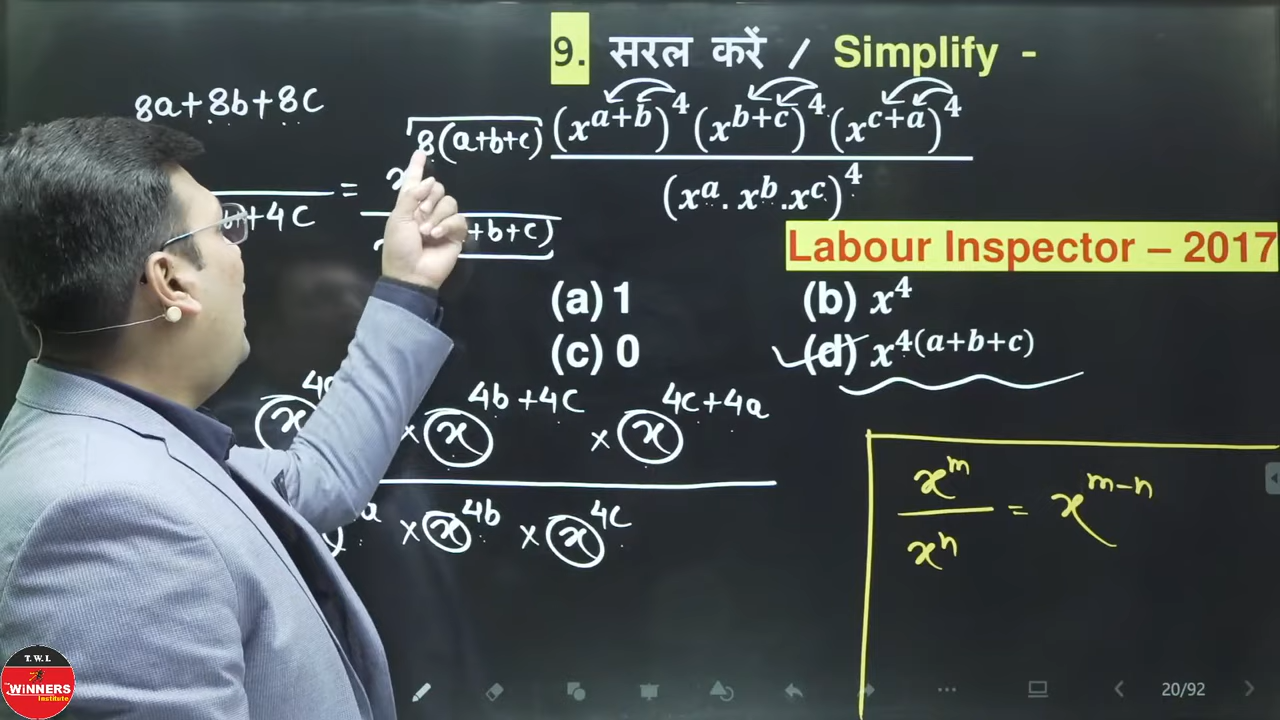 9. सरल करें / Simplify -
(x^{a+b})^4 (x^{b+c})^4 (x^{c+a})^4
(x^a . x^b . x^c)^4
Labour Inspector – 2017
(a) 1
(b) x^4
(c) 0
(d) x^{4(a+b+c)}
8a+8b+8c
+4c
=
8(a+b+c)
+b+c)
× x^{4b+4c} × x^{4c+4a}
× x^{4b} × x^{4c}
x^m
x^n
= x^{m-n}
T.W.I.
The WINNERS
Institute
20/92